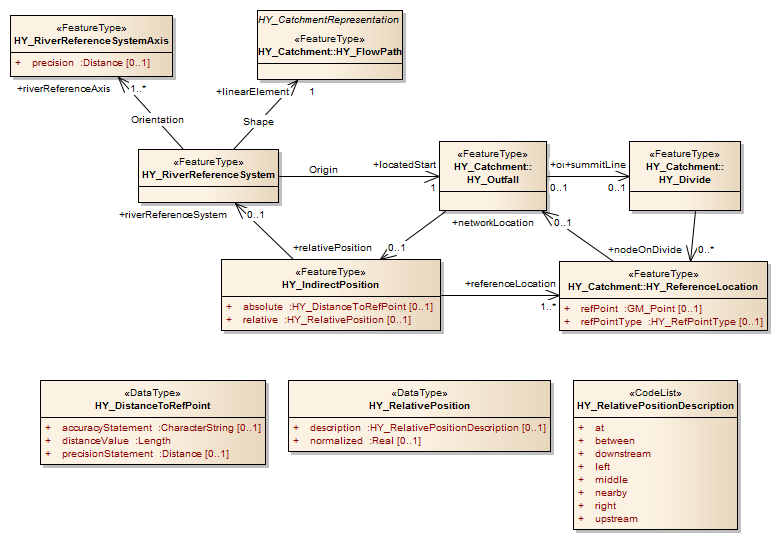 «FeatureType»
HY_RiverReferenceSystemAxis
+ precision :Distance [0..1]
HY_CatchmentRepresentation
«FeatureType»
HY_Catchment::HY_FlowPath
+riverReferenceAxis
1..*
+linearElement
1
Orientation
Shape
«FeatureType»
HY_RiverReferenceSystem
Origin
+locatedStart
1
«FeatureType»
HY_Catchment::
HY_Outfall
+summitLine
0..1
0..1
«FeatureType»
HY_Catchment::
HY_Divide
+riverReferenceSystem
0..1
+networkLocation
0..1
+relativePosition
0..1
+nodeOnDivide
0..*
«FeatureType»
HY_IndirectPosition
+ absolute :HY_DistanceToRefPoint [0..1]
+ relative :HY_RelativePosition [0..1]
+referenceLocation
1..*
«FeatureType»
HY_Catchment::HY_ReferenceLocation
+ refPoint :GM_Point [0..1]
+ refPointType :HY_RefPointType [0..1]
«DataType»
HY_DistanceToRefPoint
+ accuracyStatement :CharacterString [0..1]
+ distanceValue :Length
+ precisionStatement :Distance [0..1]
«DataType»
HY_RelativePosition
+ description :HY_RelativePositionDescription [0..1]
+ normalized :Real [0..1]
«CodeList»
HY_RelativePositionDescription
+ at
+ between
+ downstream
+ left
+ middle
+ nearby
+ right
+ upstream